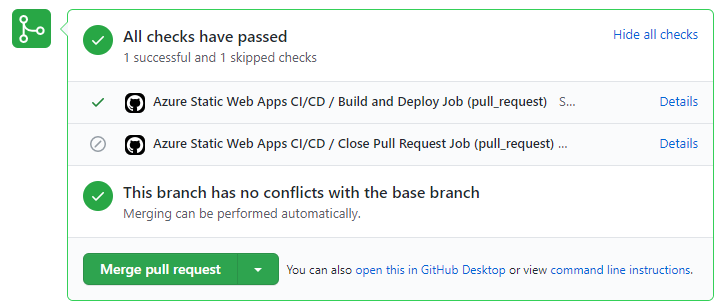 All checks have passed
Hide all checks
1 successful and 1 skipped checks
Azure Static Web Apps CI/CD / Build and Deploy Job (pull_request) S...
Details
Azure Static Web Apps CI/CD / Close Pull Request Job (pull_request) ...
Details
This branch has no conflicts with the base branch
Merging can be performed automatically.
Merge pull request
You can also open this in GitHub Desktop or view command line instructions.